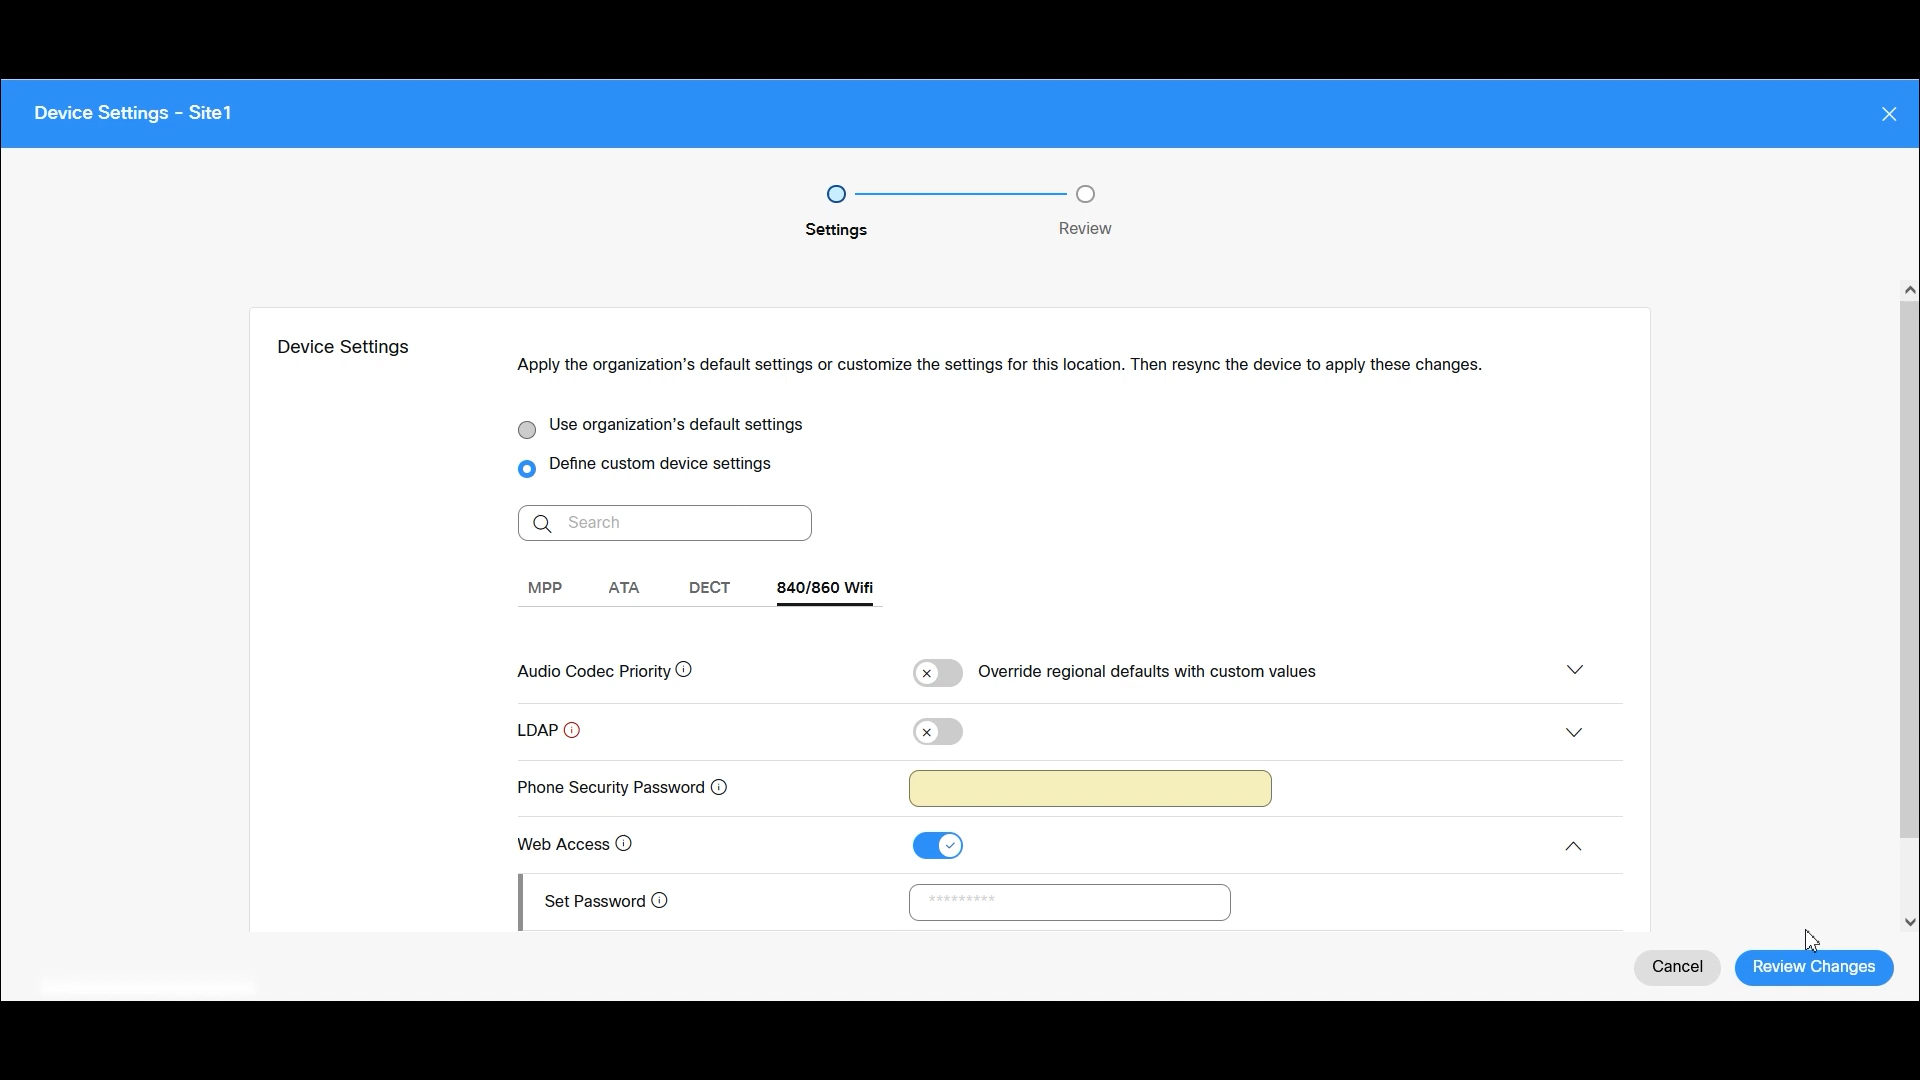 Device Settings - Site1
Settings
Review
Device Settings
Apply the organization's default settings or customize the settings for this location. Then resync the device to apply these changes.
Use organization's default settings
Define custom device settings
Search
MPP ATA DECT 840/860 Wifi
Audio Codec Priority Override regional defaults with custom values
LDAP
Phone Security Password
Web Access
Set Password *********
Cancel Review Changes